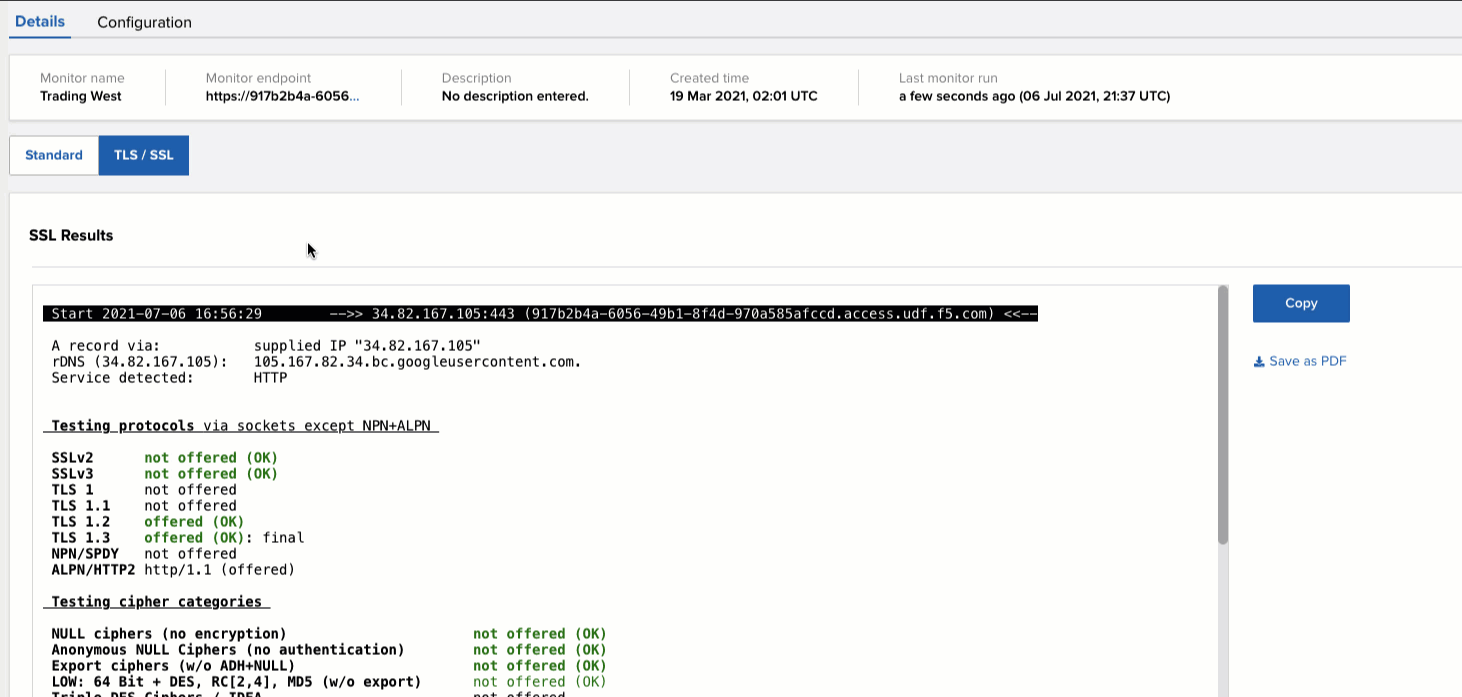 Details Configuration
Monitor name Monitor endpoint Description Created time Last monitor run
Trading West https://917b2b4a-6056... No description entered. 19 Mar 2021, 02:01 UTC a few seconds ago (06 Jul 2021, 21:37 UTC)
Standard TLS / SSL
SSL Results
Start 2021-07-06 16:56:29 -->> 34.82.167.105:443 (917b2b4a-6056-49b1-8f4d-970a585afccd.access.udf.f5.com) <<--
Copy
A record via: supplied IP "34.82.167.105"
rDNS (34.82.167.105): 105.167.82.34.bc.googleusercontent.com.
Save as PDF
Service detected: HTTP
Testing protocols via sockets except NPN+ALPN
SSLv2 not offered (OK)
SSLv3 not offered (OK)
TLS 1 not offered
TLS 1.1 not offered
TLS 1.2 offered (OK)
TLS 1.3 offered (OK): final
NPN/SPDY not offered
ALPN/HTTP2 http/1.1 (offered)
Testing cipher categories
NULL ciphers (no encryption) not offered (OK)
Anonymous NULL Ciphers (no authentication) not offered (OK)
Export ciphers (w/o ADH+NULL) not offered (OK)
LOW: 64 Bit + DES, RC[2,4], MD5 (w/o export) not offered (OK)
Triple DES Ciphers / IDEA not offered